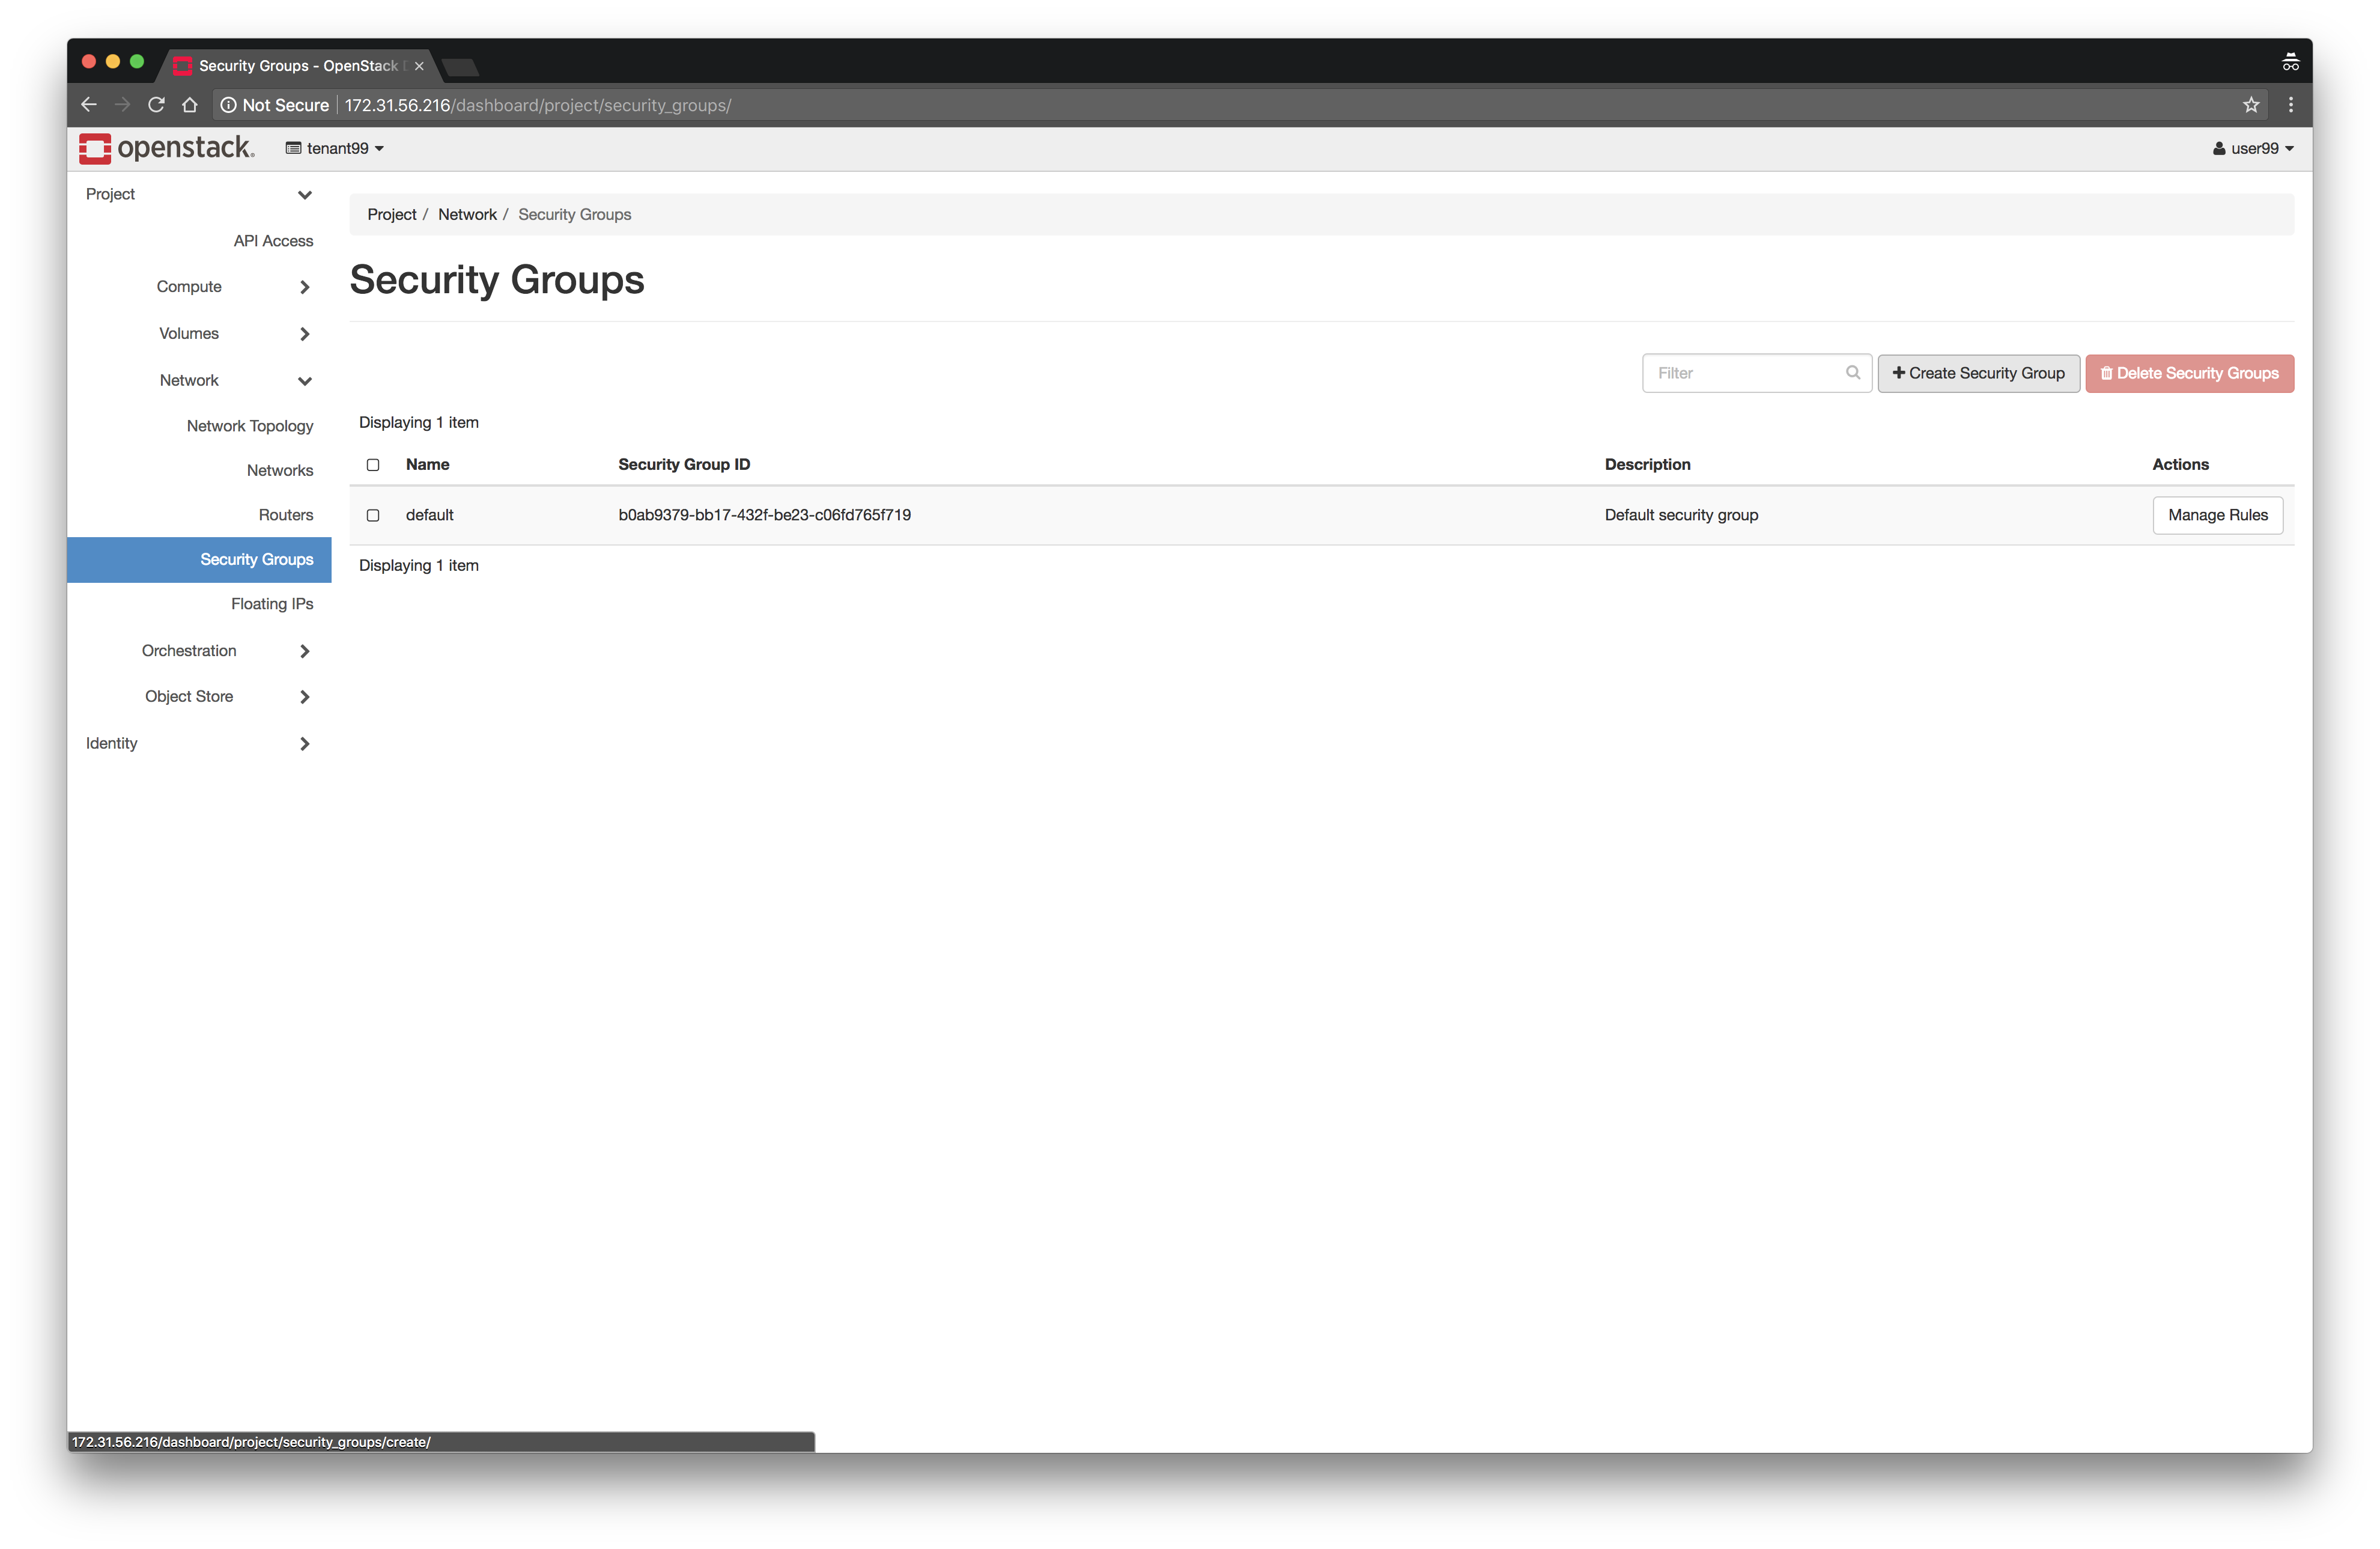 Security Groups - OpenStack
Not Secure 172.31.56.216/dashboard/project/security_groups/
openstack. tenant99 user99
Project
API Access
Compute
Volumes
Network
Network Topology
Networks
Routers
Security Groups
Floating IPs
Orchestration
Object Store
Identity
Project / Network / Security Groups
Security Groups
Filter Create Security Group Delete Security Groups
Displaying 1 item
Name Security Group ID Description Actions
default b0ab9379-bb17-432f-be23-c06fd765f719 Default security group Manage Rules
Displaying 1 item
172.31.56.216/dashboard/project/security_groups/create/